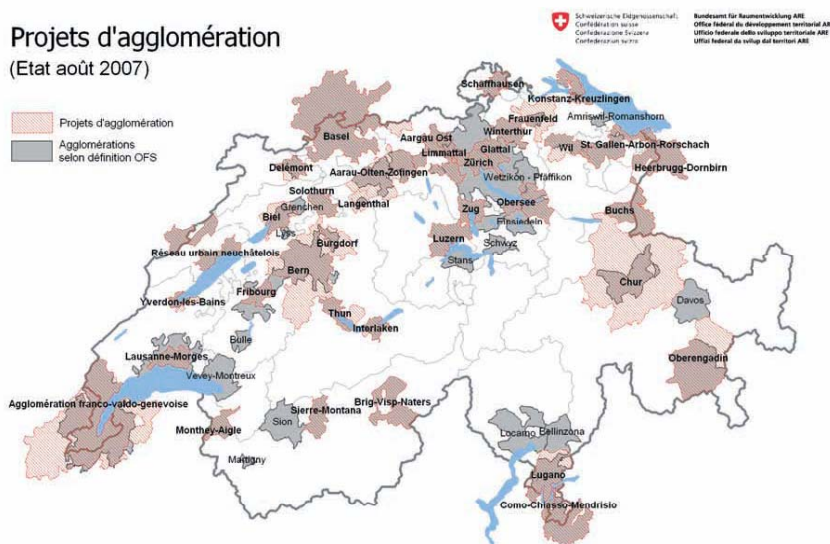 Projets d'agglomération
(Etat août 2007)
Schweizerische Eidgenossenschaft
Confédération suisse
Confederazione Svizzera
Confederaziun svizra
Bundesamt für Raumentwicklung ARE
Office fédéral du développement territorial ARE
Ufficio federale dello sviluppo territoriale ARE
Uffizi federal da svilup dal territori ARE
Projets d'agglomération
Agglomérations
selon définition OFS
Schaffhausen
Konstanz-Kreuzlingen
Basel
Aargau Ost
Winterthur
Frauenfeld
Amriswil-Romanshorn
Limmattal
Glattal
Wil
St. Gallen-Arbon-Rorschach
Delémont
Zürich
Aarau-Olten-Zofingen
Wetzikon - Pfäffikon
Heerbrugg-Dornbirn
Solothurn
Grenchen
Langenthal
Obersee
Biel
Zug
Einsiedeln
Buchs
Lyss
Burgdorf
Luzern
Schwyz
Réseau urbain neuchâtelois
Stans
Bern
Chur
Yverdon-les-Bains
Fribourg
Davos
Thun
Interlaken
Bulle
Lausanne-Morges
Oberengadin
Vevey-Montreux
Agglomération franco-valdo-genevoise
Brig-Visp-Naters
Sierre-Montana
Monthey-Aigle
Sion
Locarno
Bellinzona
Martigny
Lugano
Como-Chiasso-Mendrisio